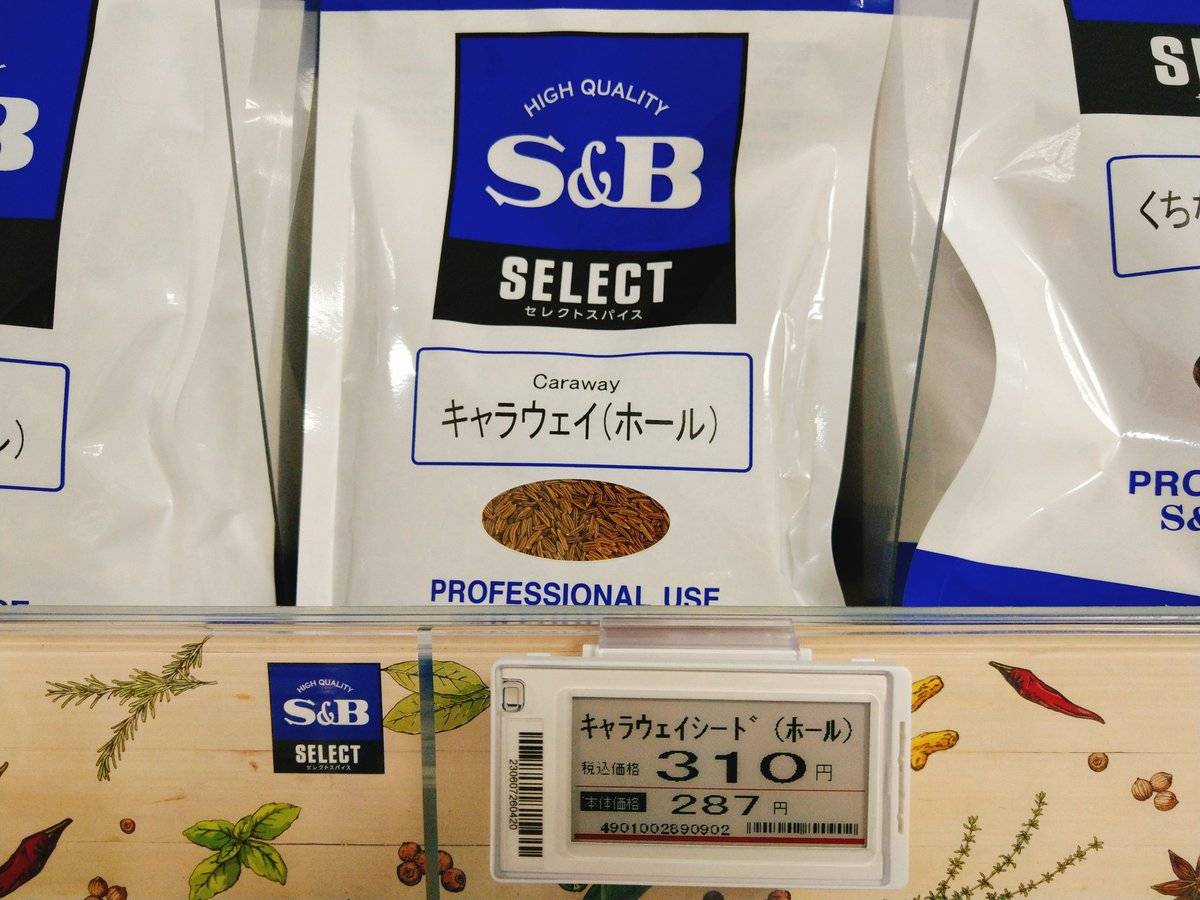 HIGH QUALITY
S&B
SELECT
セレクトスパイス
Caraway
キャラウェイ(ホール)
PROFESSIONAL USE
B
ル)
SEL
くちな
PRO
S&
HIGH QUALITY
S&B
SELECT
セレクトスパイス
キャラウェイシード(ホール)
税込価格 310円
本体価格 287円
4901002890902
230607260420